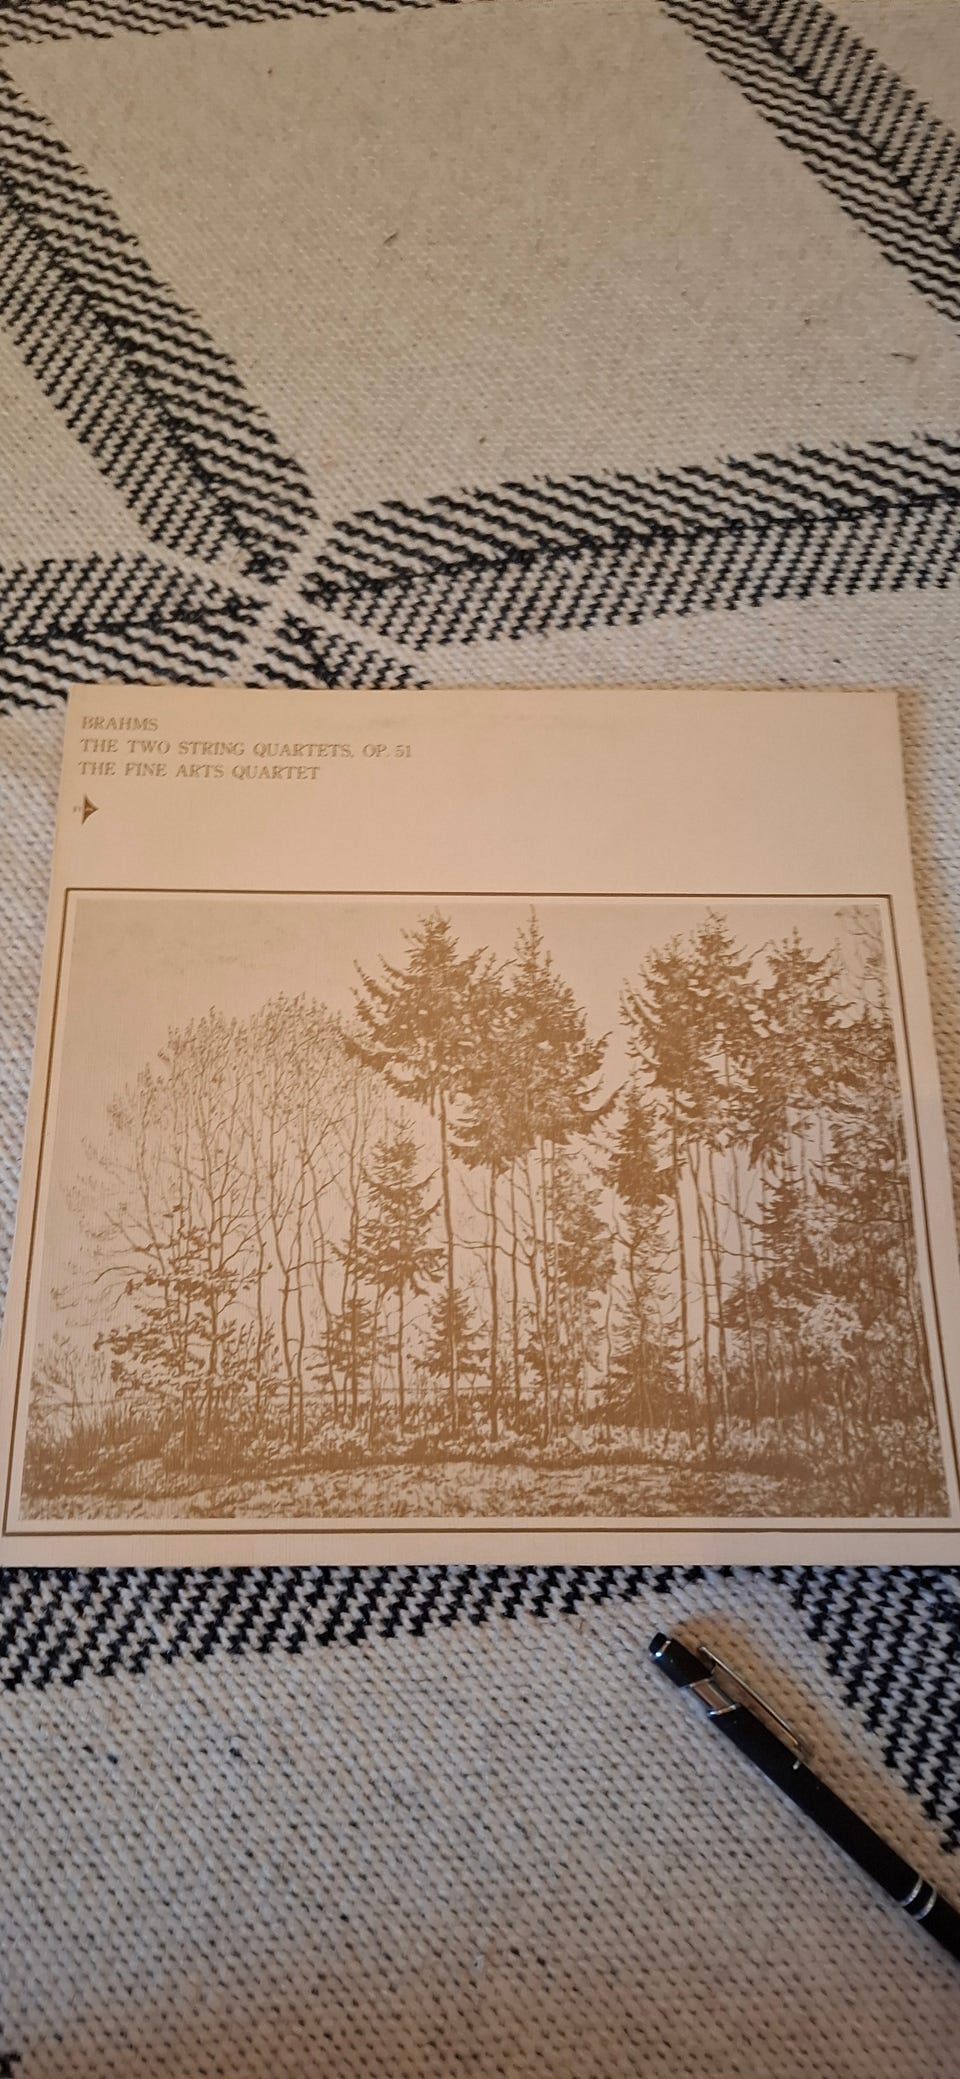 BRAHMS
THE TWO STRING QUARTETS, OP. 51
THE FINE ARTS QUARTET